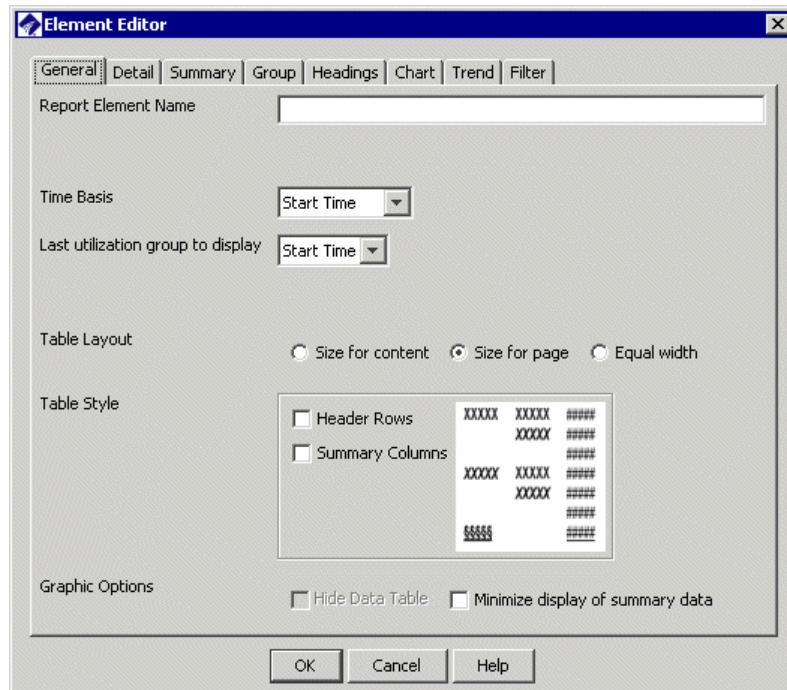 Element Editor
General Detail Summary Group Headings Chart Trend Filter
Report Element Name
Time Basis Start Time
Last utilization group to display Start Time
Table Layout Size for content Size for page Equal width
Table Style
Header Rows
Summary Columns
XXXXX XXXXX #####
XXXXX #####
#####
XXXXX XXXXX #####
XXXXX #####
#####
§§§§§ #####
Graphic Options Hide Data Table Minimize display of summary data
OK Cancel Help